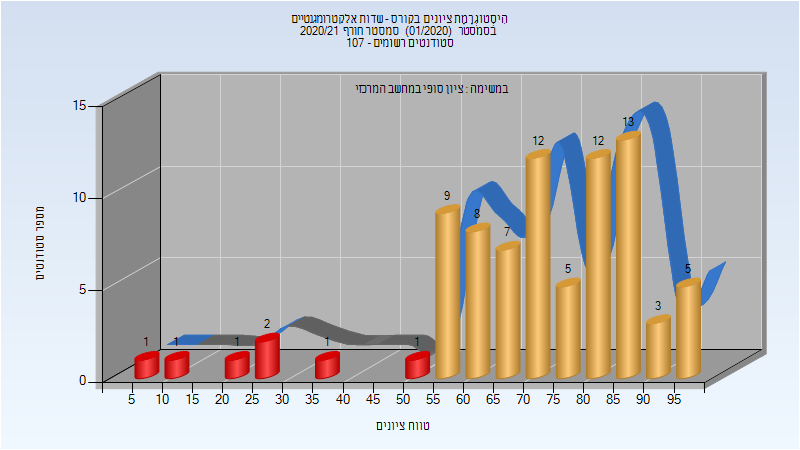 היסטוגרמת ציונים בקורס - שדות אלקטרומגנטיים
בסמסטר (01/2020) סמסטר חורף 2020/21
סטודנטים רשומים - 107
במשימה : ציון סופי במחשב המרכזי
15
10
5
0
מספר סטודנטים
1
1
1
2
1
1
9
8
7
12
5
12
13
3
5
5 10 15 20 25 30 35 40 45 50 55 60 65 70 75 80 85 90 95
טווח ציונים